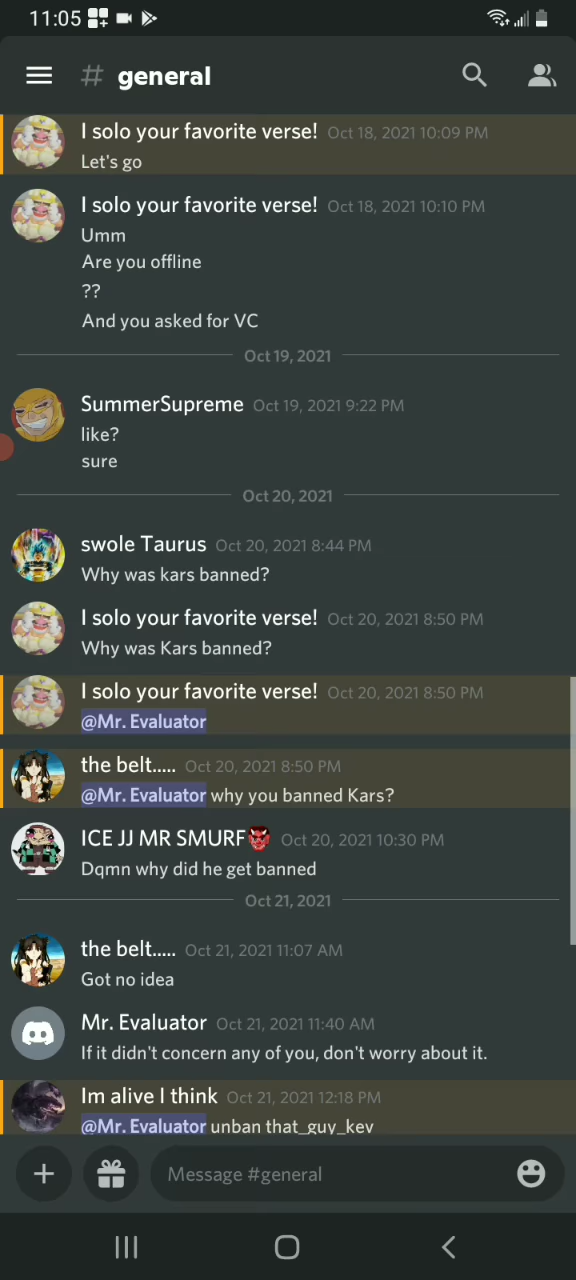 11:05
# general
I solo your favorite verse! Oct 18, 2021 10:09 PM
Let's go
I solo your favorite verse! Oct 18, 2021 10:10 PM
Umm
Are you offline
??
And you asked for VC
Oct 19, 2021
SummerSupreme Oct 19, 2021 9:22 PM
like?
sure
Oct 20, 2021
swole Taurus Oct 20, 2021 8:44 PM
Why was kars banned?
I solo your favorite verse! Oct 20, 2021 8:50 PM
Why was Kars banned?
I solo your favorite verse! Oct 20, 2021 8:50 PM
@Mr. Evaluator
the belt..... Oct 20, 2021 8:50 PM
@Mr. Evaluator why you banned Kars?
ICE JJ MR SMURF👹 Oct 20, 2021 10:30 PM
Dqmn why did he get banned
Oct 21, 2021
the belt..... Oct 21, 2021 11:07 AM
Got no idea
Mr. Evaluator Oct 21, 2021 11:40 AM
If it didn't concern any of you, don't worry about it.
Im alive I think Oct 21, 2021 12:18 PM
@Mr. Evaluator unban that_guy_kev
Message #general